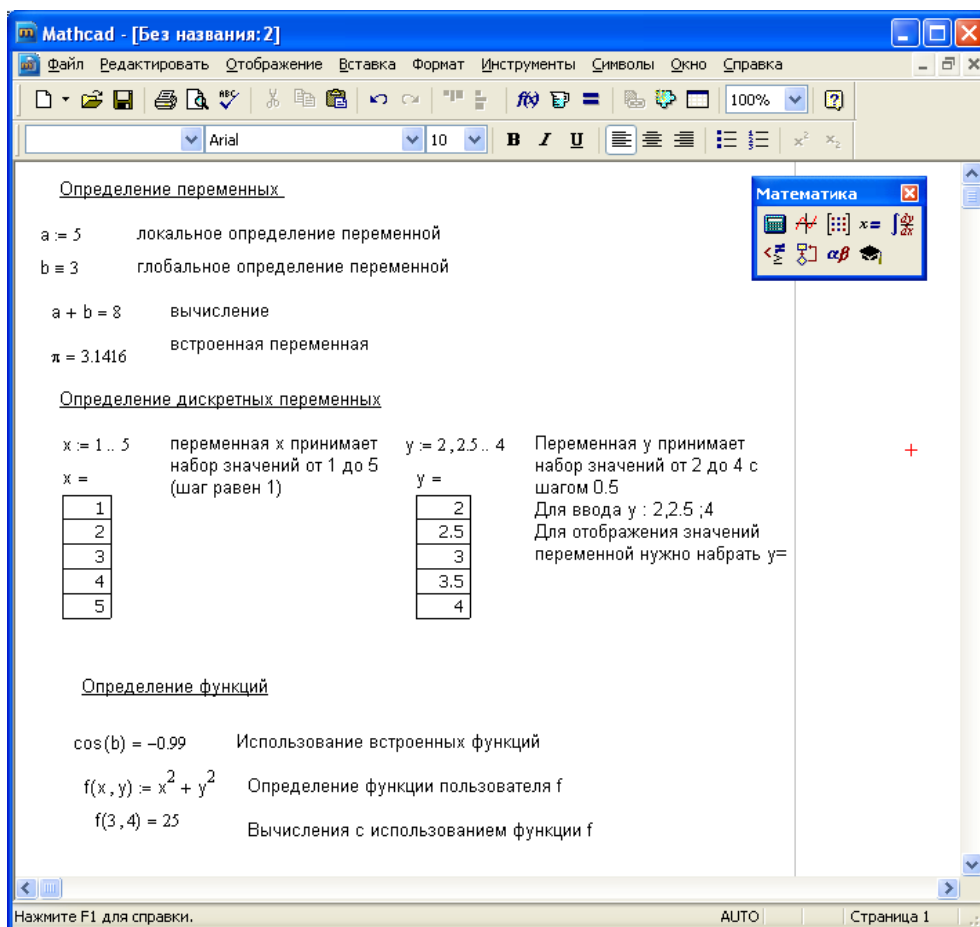 Mathcad - [Без названия:2]
Файл Редактировать Отображение Вставка Формат Инструменты Символы Окно Справка
100%
Arial 10 B I U
Определение переменных
Математика
a := 5 локальное определение переменной
b ≡ 3 глобальное определение переменной
a + b = 8 вычисление
π = 3.1416 встроенная переменная
Определение дискретных переменных
x := 1 .. 5 переменная x принимает y := 2 , 2.5 .. 4 Переменная y принимает
набор значений от 1 до 5 набор значений от 2 до 4 с
x = (шаг равен 1) y = шагом 0.5
1 2 Для ввода y : 2,2.5 ;4
2 2.5 Для отображения значений
3 3 переменной нужно набрать y=
4 3.5
5 4
Определение функций
cos(b) = −0.99 Использование встроенных функций
f(x , y) := x² + y² Определение функции пользователя f
f(3 , 4) = 25 Вычисления с использованием функции f
Нажмите F1 для справки. AUTO Страница 1